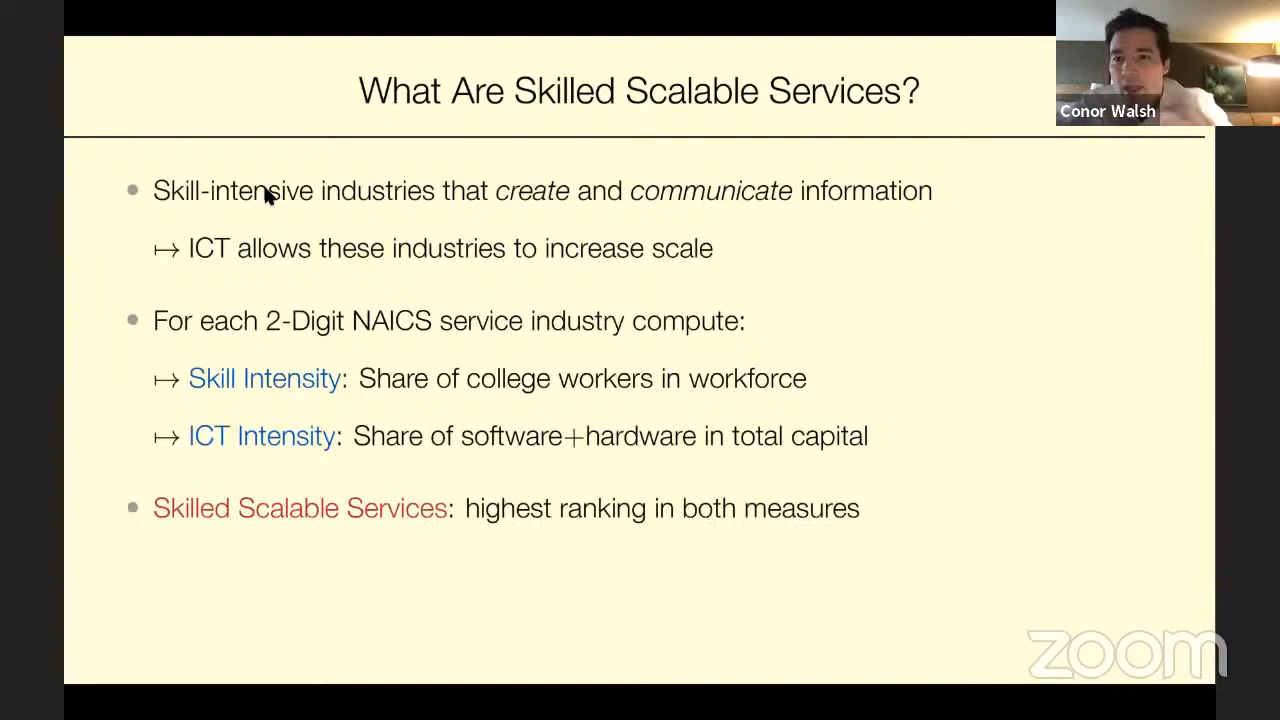 What Are Skilled Scalable Services?
Conor Walsh
Skill-intensive industries that create and communicate information
↦ ICT allows these industries to increase scale
For each 2-Digit NAICS service industry compute:
↦ Skill Intensity: Share of college workers in workforce
↦ ICT Intensity: Share of software+hardware in total capital
Skilled Scalable Services: highest ranking in both measures
zoom